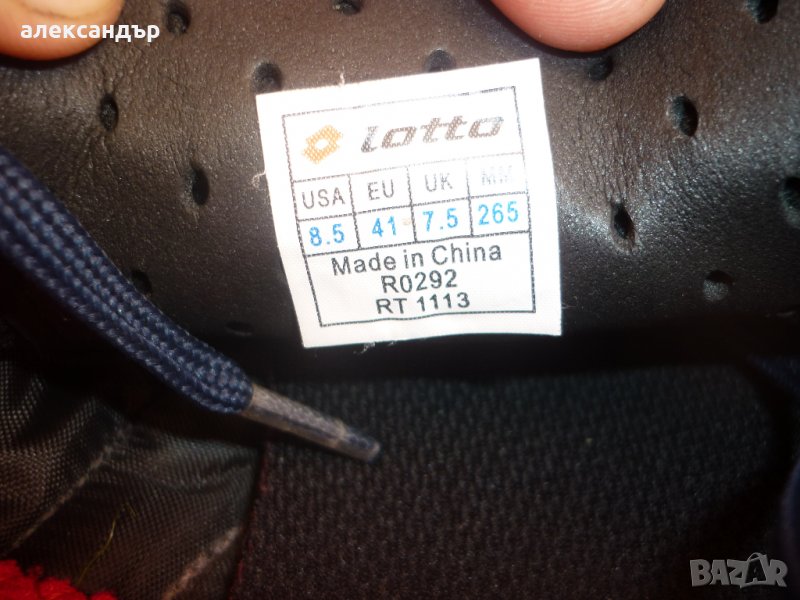 александър
Lotto
USA EU UK MM
8.5 41 7.5 265
Made in China
R0292
RT 1113
BAZAR